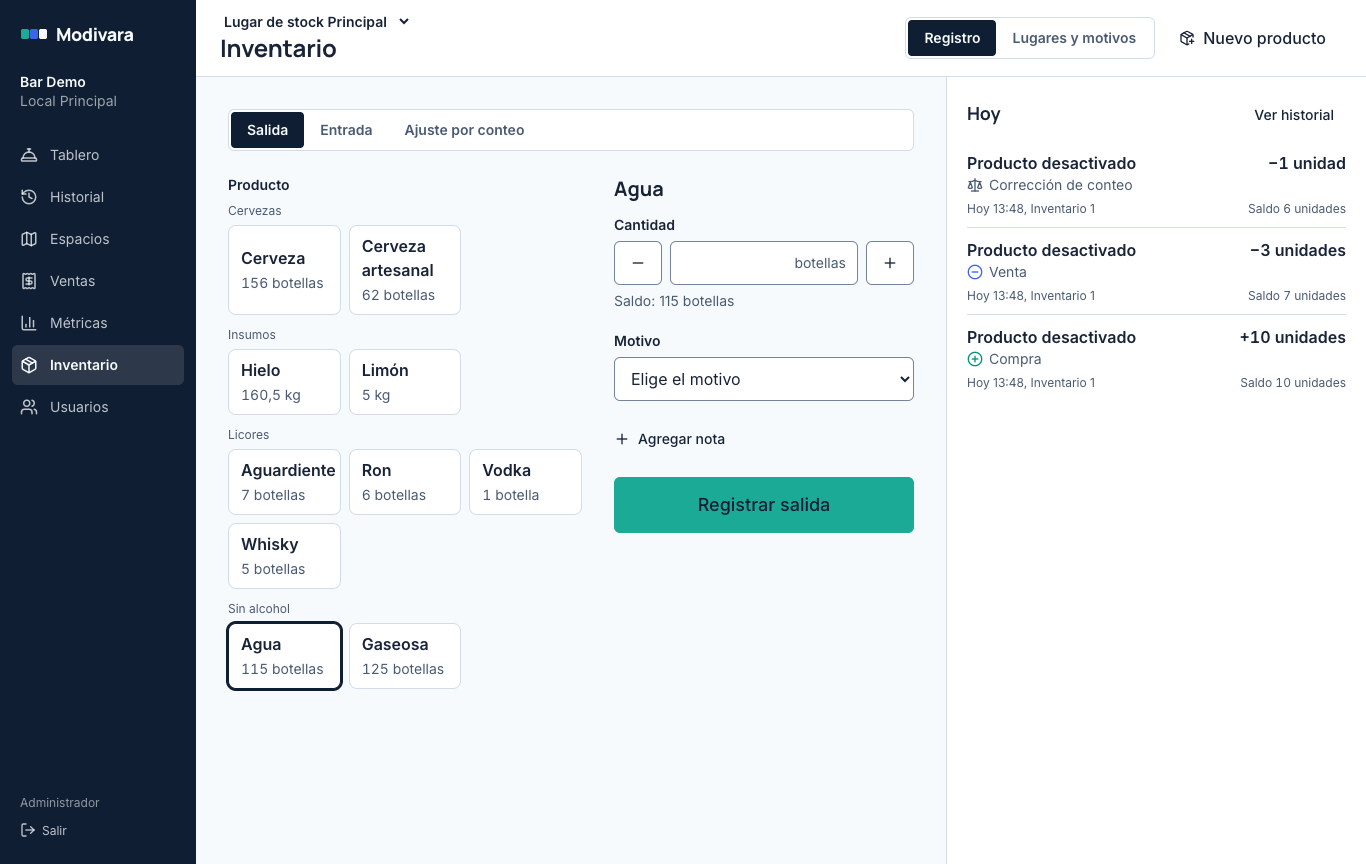 Modivara
Bar Demo
Local Principal
Tablero
Historial
Espacios
Ventas
Métricas
Inventario
Usuarios
Administrador
Salir
Lugar de stock Principal
Inventario
Registro
Lugares y motivos
Nuevo producto
Salida
Entrada
Ajuste por conteo
Producto
Cervezas
Cerveza
156 botellas
Cerveza
artesanal
62 botellas
Insumos
Hielo
160,5 kg
Limón
5 kg
Licores
Aguardiente
7 botellas
Ron
6 botellas
Vodka
1 botella
Whisky
5 botellas
Sin alcohol
Agua
115 botellas
Gaseosa
125 botellas
Agua
Cantidad
−
botellas
+
Saldo: 115 botellas
Motivo
Elige el motivo
+ Agregar nota
Registrar salida
Hoy
Ver historial
Producto desactivado −1 unidad
Corrección de conteo
Hoy 13:48, Inventario 1 Saldo 6 unidades
Producto desactivado −3 unidades
Venta
Hoy 13:48, Inventario 1 Saldo 7 unidades
Producto desactivado +10 unidades
Compra
Hoy 13:48, Inventario 1 Saldo 10 unidades